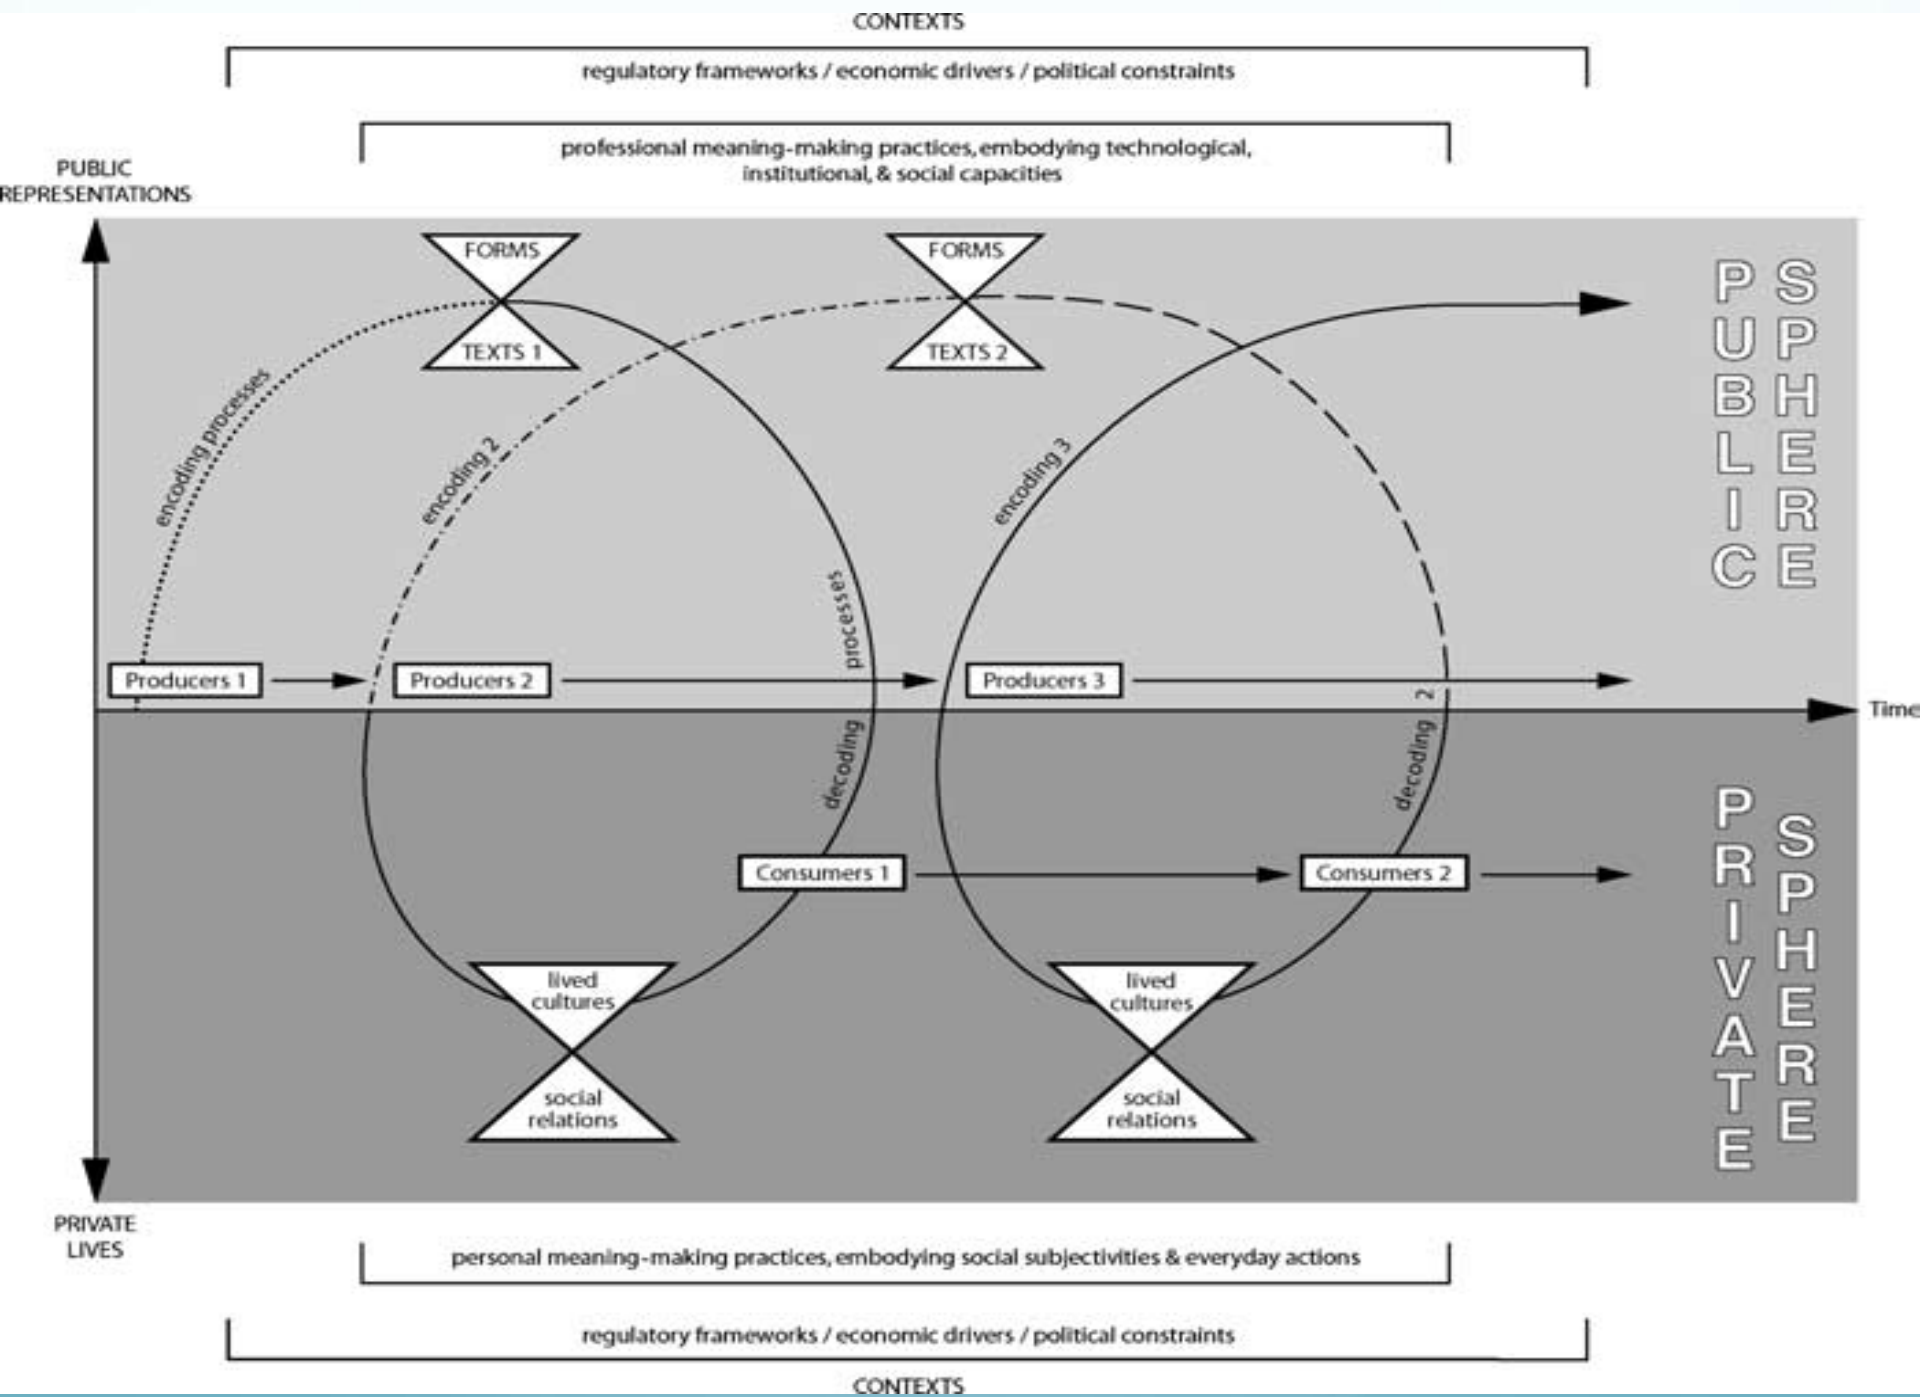 CONTEXTS
regulatory frameworks / economic drivers / political constraints
professional meaning-making practices, embodying technological,
institutional, & social capacities
PUBLIC
REPRESENTATIONS
FORMS
FORMS
TEXTS 1
TEXTS 2
encoding processes
encoding 2
encoding 3
processes
Producers 1
Producers 2
Producers 3
2
Time
decoding
decoding
Consumers 1
Consumers 2
lived
cultures
lived
cultures
social
relations
social
relations
PUBLIC
SPHERE
PRIVATE
SPHERE
PRIVATE
LIVES
personal meaning-making practices, embodying social subjectivities & everyday actions
regulatory frameworks / economic drivers / political constraints
CONTEXTS